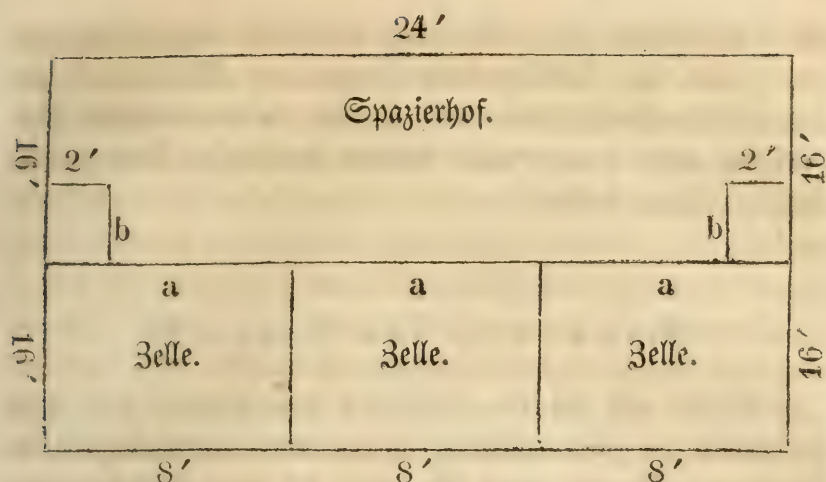 24′
Spazierhof.
16′
2′
2′
16′
b
b
a
a
a
16′
Zelle.
Zelle.
Zelle.
16′
8′
8′
8′